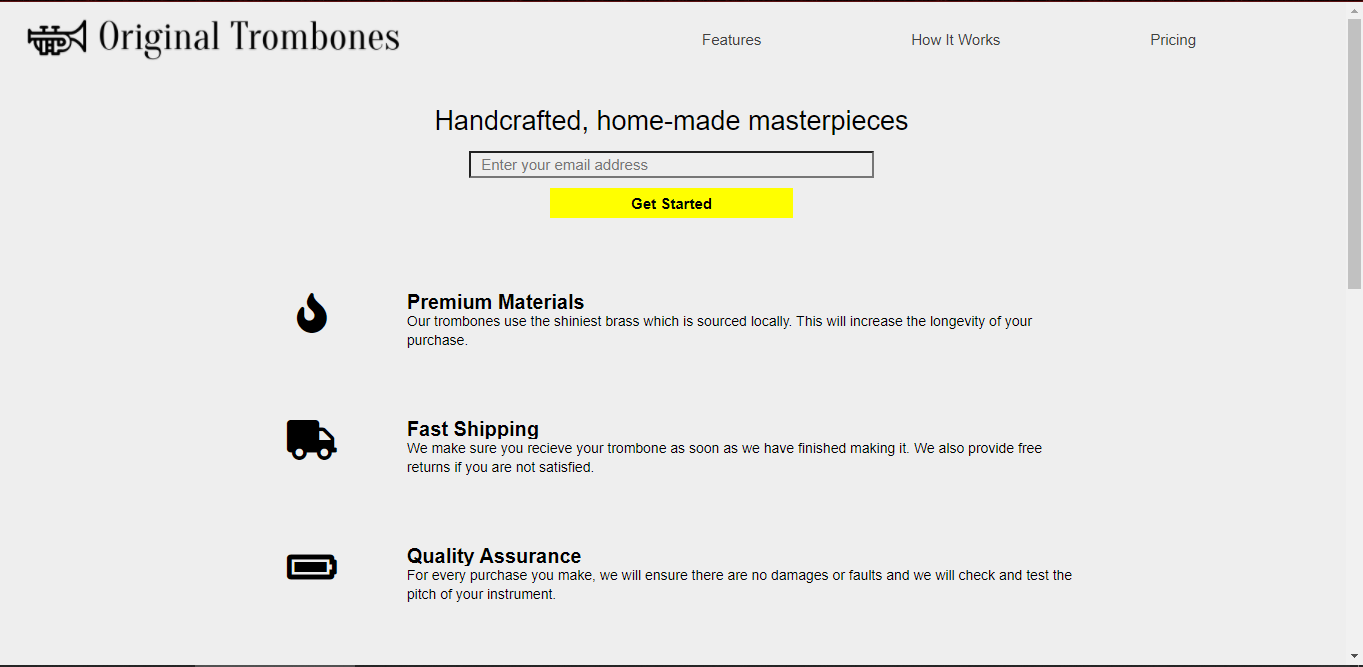 Original Trombones
Features
How It Works
Pricing
Handcrafted, home-made masterpieces
Enter your email address
Get Started
Premium Materials
Our trombones use the shiniest brass which is sourced locally. This will increase the longevity of your
purchase.
Fast Shipping
We make sure you recieve your trombone as soon as we have finished making it. We also provide free
returns if you are not satisfied.
Quality Assurance
For every purchase you make, we will ensure there are no damages or faults and we will check and test the
pitch of your instrument.